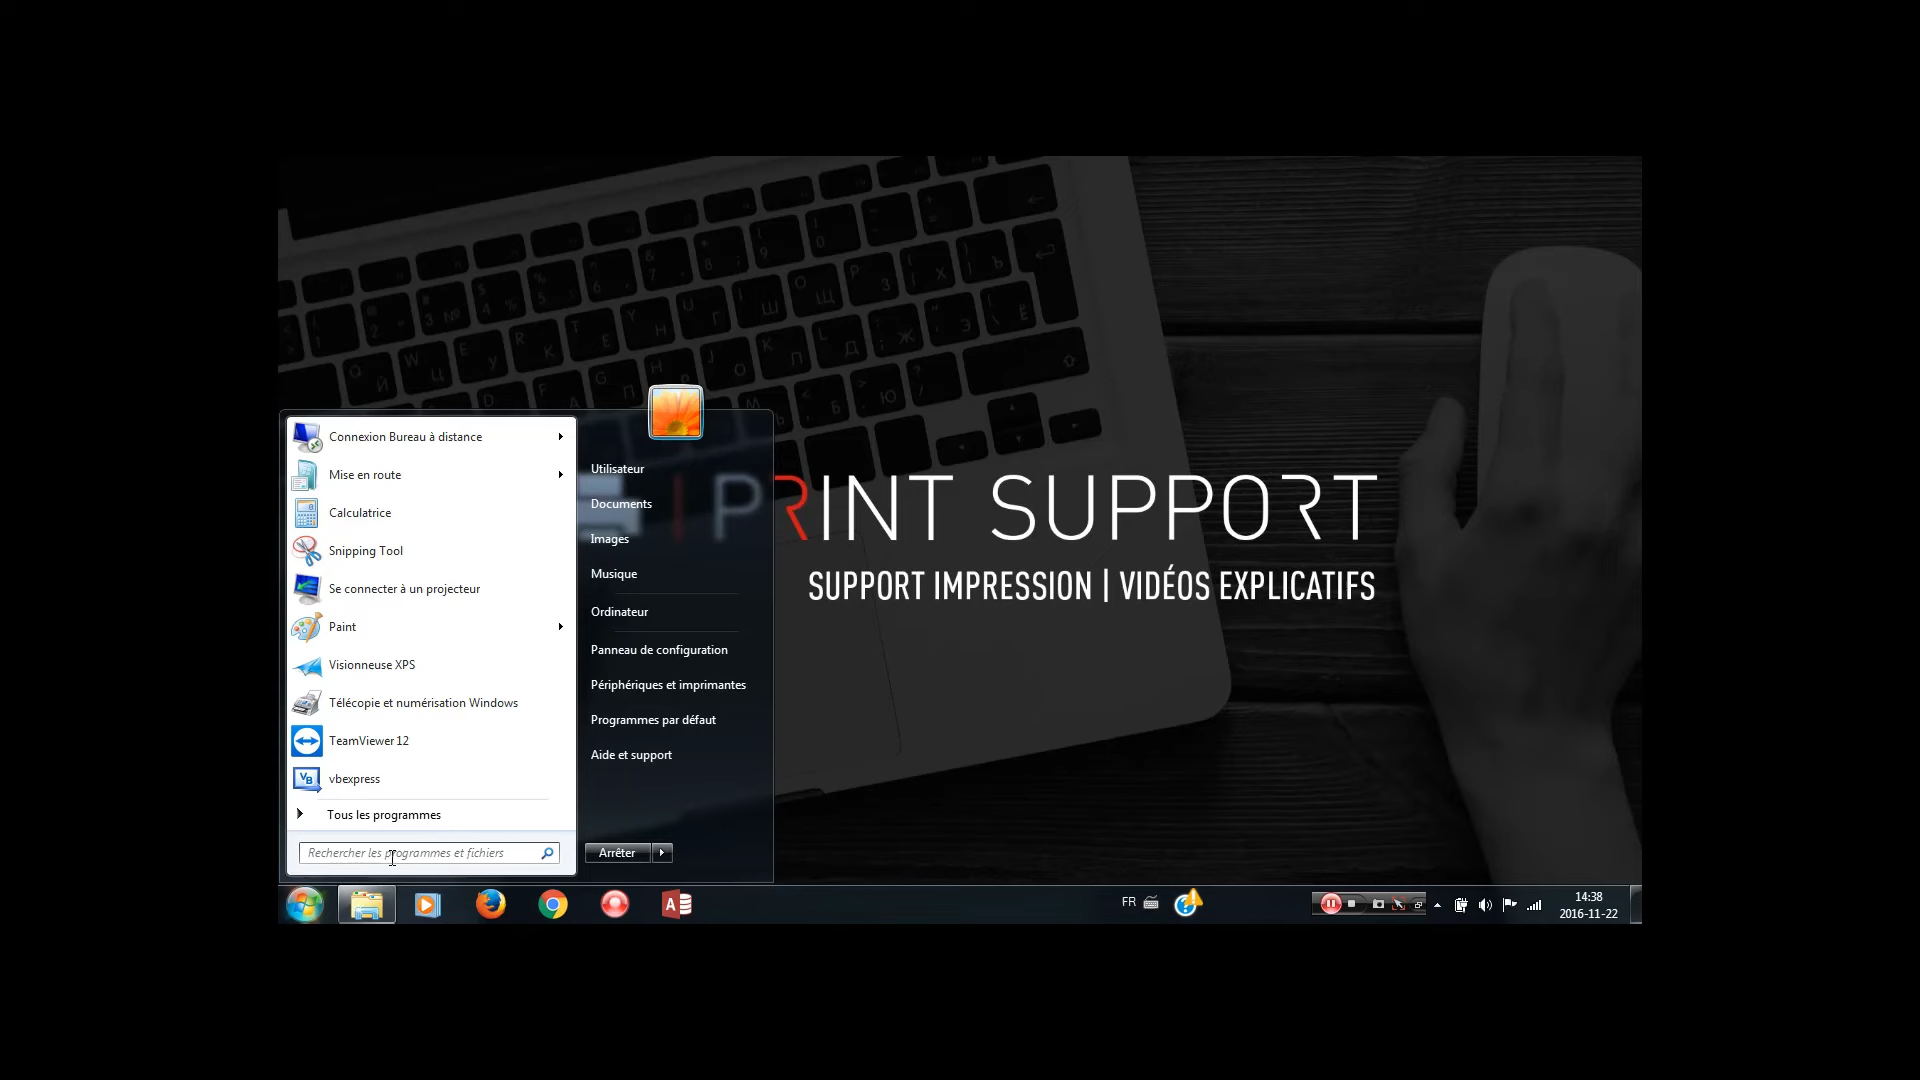 Connexion Bureau à distance
Mise en route
Calculatrice
Snipping Tool
Se connecter à un projecteur
Paint
Visionneuse XPS
Télécopie et numérisation Windows
TeamViewer 12
vbexpress
Tous les programmes
Rechercher les programmes et fichiers
Utilisateur
Documents
Images
Musique
Ordinateur
Panneau de configuration
Périphériques et imprimantes
Programmes par défaut
Aide et support
Arrêter
PRINT SUPPORT
SUPPORT IMPRESSION | VIDÉOS EXPLICATIFS
FR
14:38
2016-11-22